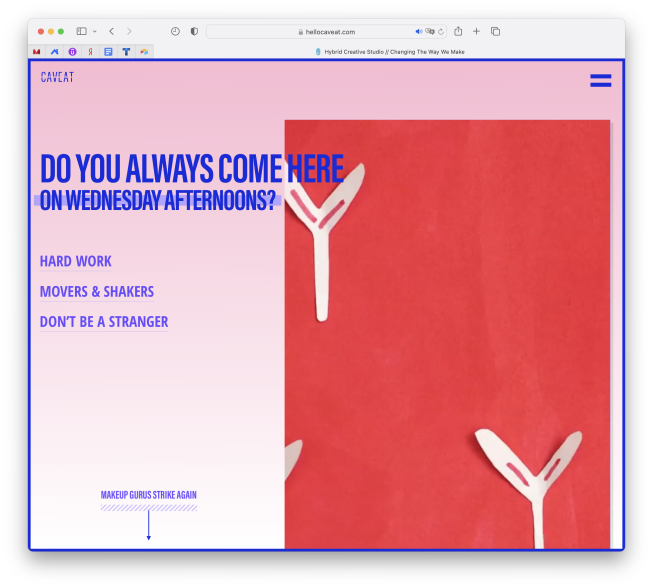 hellocaveat.com
Hybrid Creative Studio // Changing The Way We Make
CAVEAT
DO YOU ALWAYS COME HERE
ON WEDNESDAY AFTERNOONS?
HARD WORK
MOVERS & SHAKERS
DON'T BE A STRANGER
MAKEUP GURUS STRIKE AGAIN